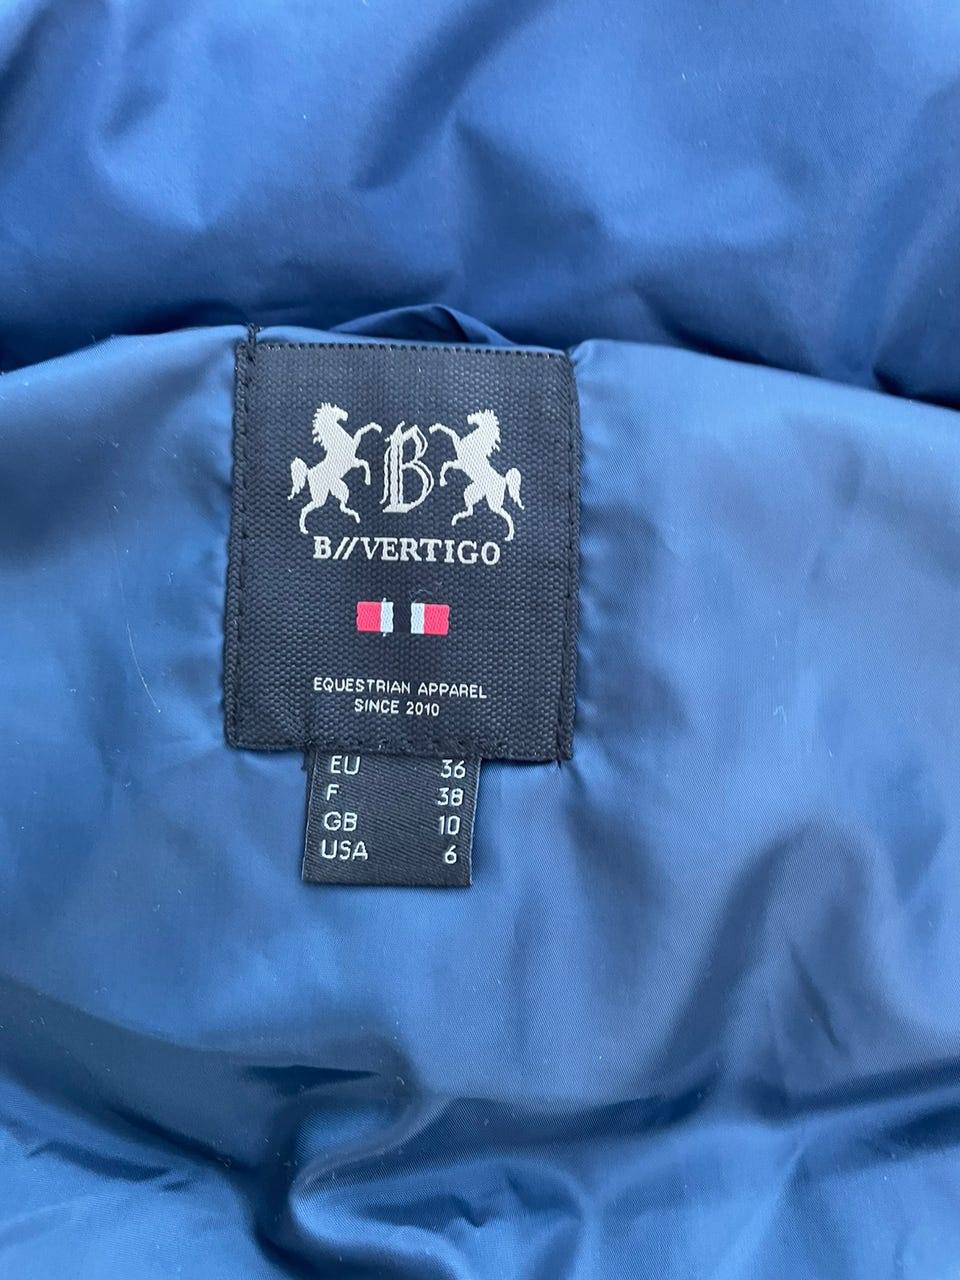 B
B//VERTIGO
EQUESTRIAN APPAREL
SINCE 2010
EU 36
F 38
GB 10
USA 6